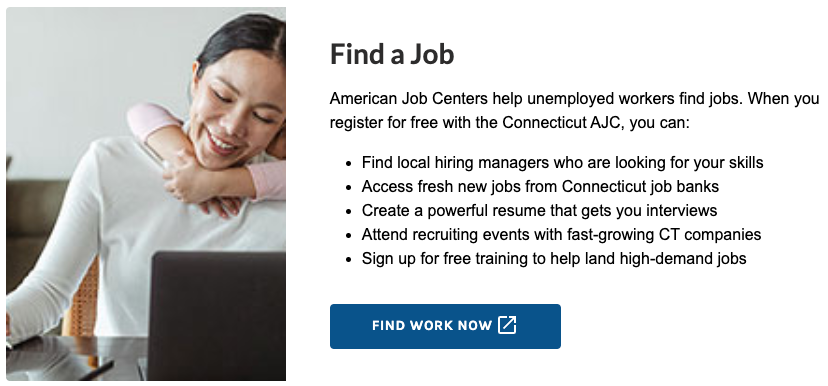 Find a Job
American Job Centers help unemployed workers find jobs. When you
register for free with the Connecticut AJC, you can:
• Find local hiring managers who are looking for your skills
• Access fresh new jobs from Connecticut job banks
• Create a powerful resume that gets you interviews
• Attend recruiting events with fast-growing CT companies
• Sign up for free training to help land high-demand jobs
FIND WORK NOW